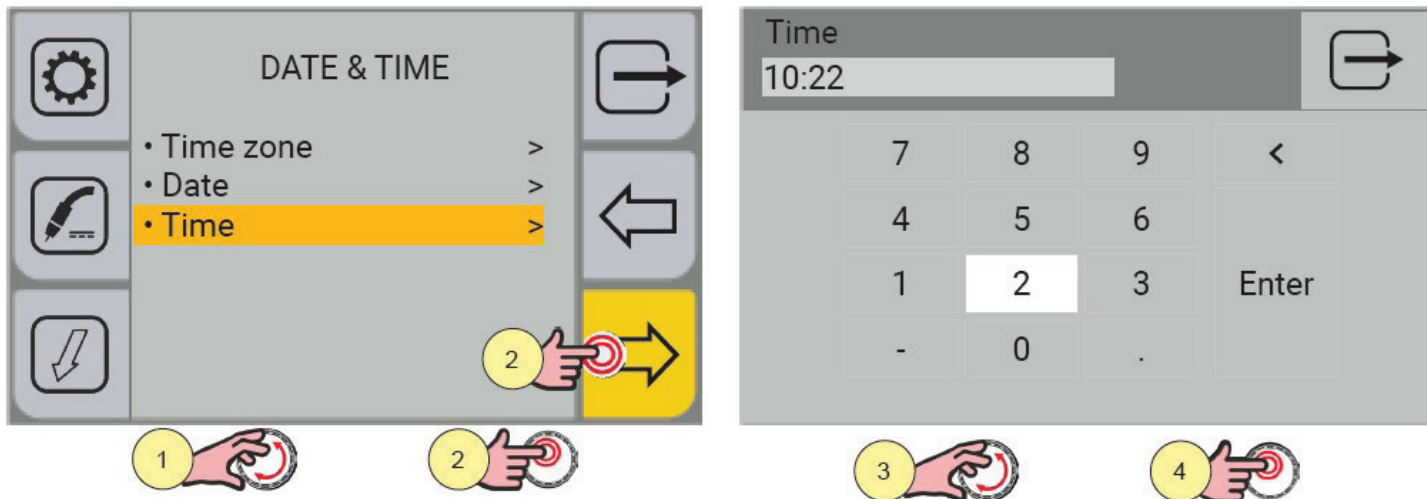 DATE & TIME
• Time zone >
• Date >
• Time >
2
1
2
Time
10:22
7 8 9 <
4 5 6
1 2 3 Enter
- 0 .
3
4